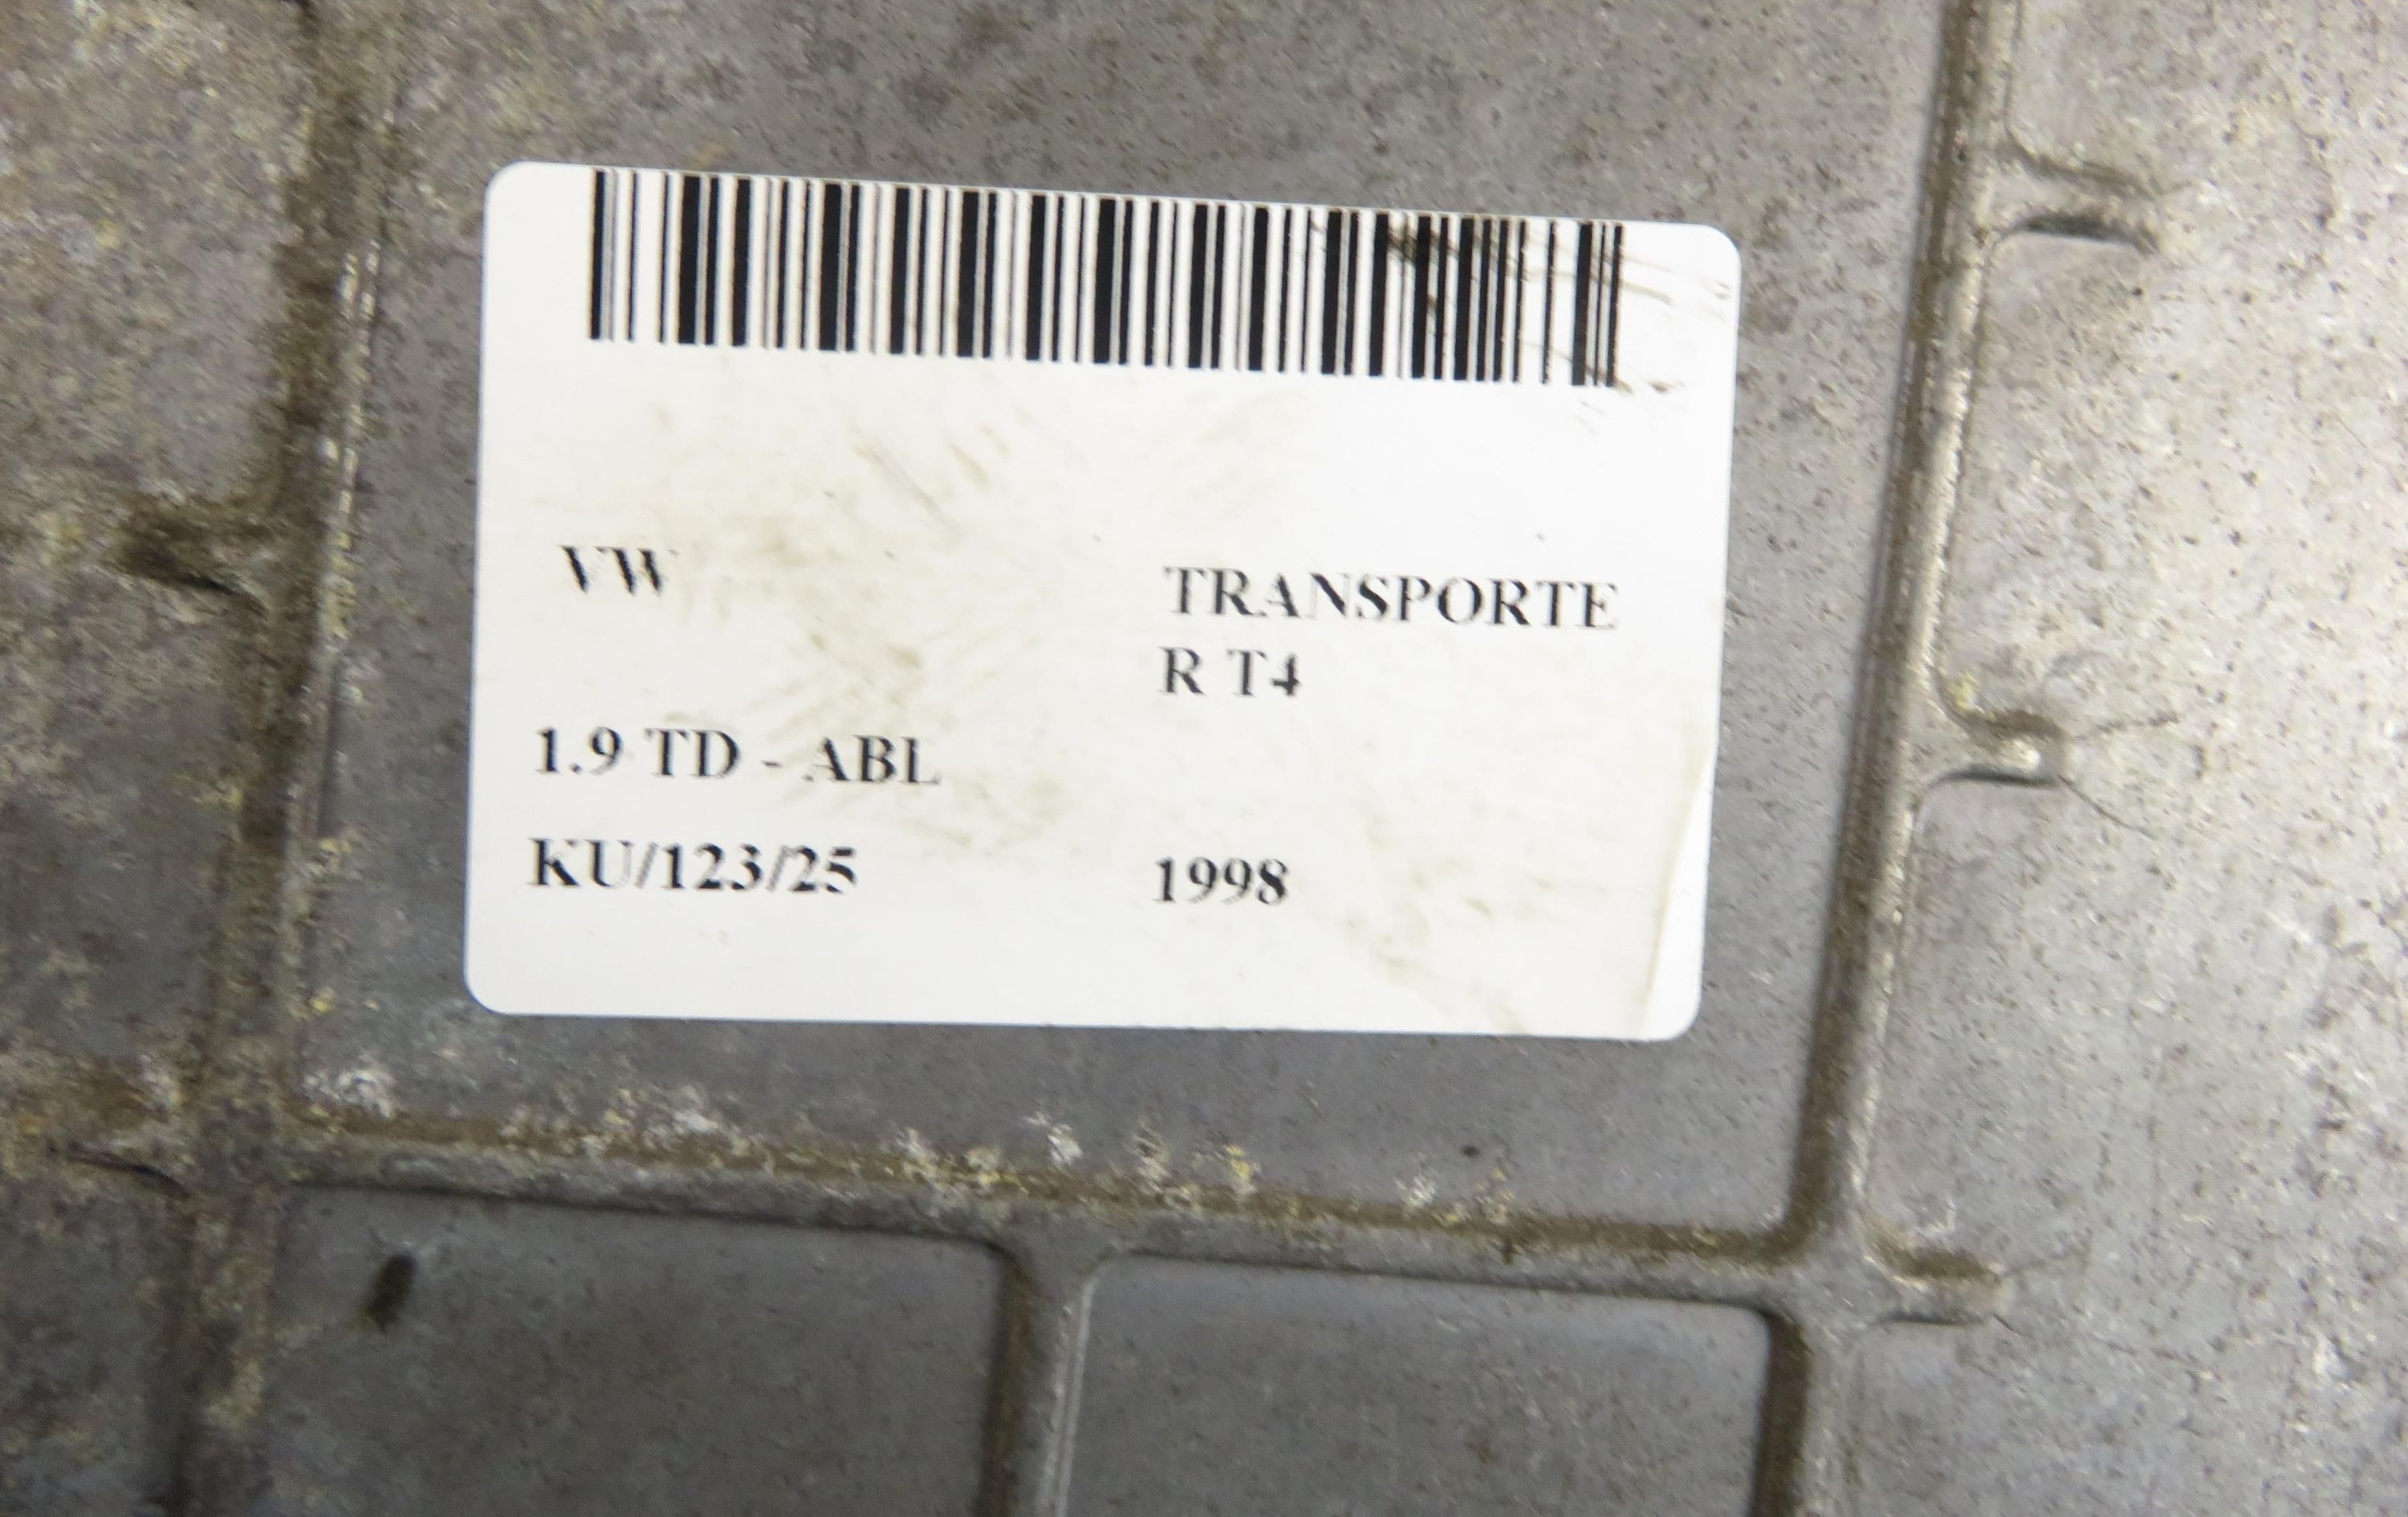 VW
TRANSPORTE
R T4
1.9 TD - ABL
KU/123/25
1998